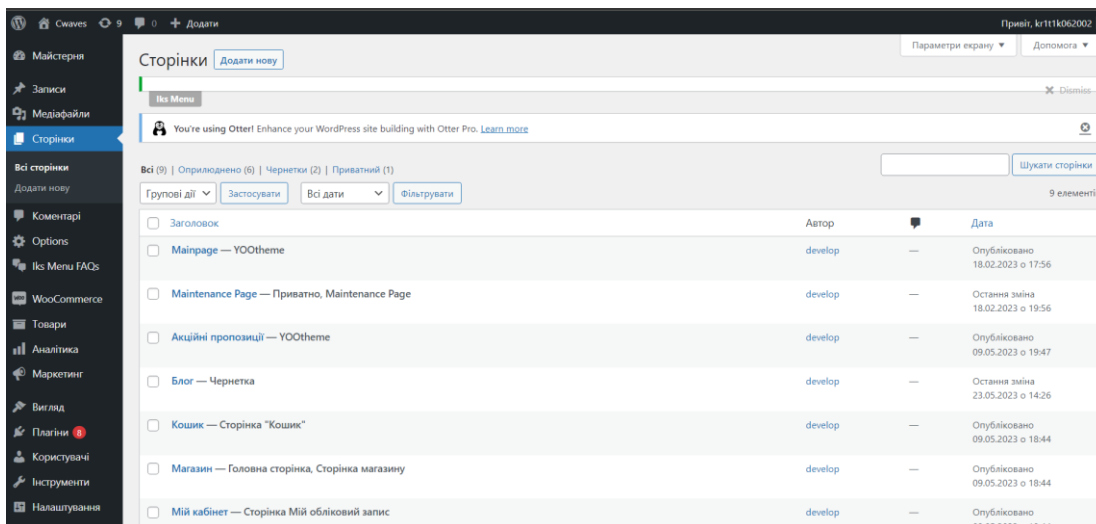 Cwaves 9 0 + Додати Привіт, kr1t1k062002
Майстерня
Записи
Медіафайли
Сторінки
Всі сторінки
Додати нову
Коментарі
Options
Iks Menu FAQs
WooCommerce
Товари
Аналітика
Маркетинг
Вигляд
Плагіни 8
Користувачі
Інструменти
Налаштування
Параметри екрану ▼ Допомога ▼
Сторінки Додати нову
Dismiss
Iks Menu
You're using Otter! Enhance your WordPress site building with Otter Pro. Learn more
Всі (9) | Оприлюднено (6) | Чернетки (2) | Приватний (1)
Шукати сторінки
Групові дії Застосувати Всі дати Фільтрувати
9 елементі
Заголовок Автор Дата
Mainpage — YOOtheme develop — Опубліковано
18.02.2023 о 17:56
Maintenance Page — Приватно, Maintenance Page develop — Остання зміна
18.02.2023 о 19:56
Акційні пропозиції — YOOtheme develop — Опубліковано
09.05.2023 о 19:47
Блог — Чернетка develop — Остання зміна
23.05.2023 о 14:26
Кошик — Сторінка "Кошик" develop — Опубліковано
09.05.2023 о 18:44
Магазин — Головна сторінка, Сторінка магазину develop — Опубліковано
09.05.2023 о 18:44
Мій кабінет — Сторінка Мій обліковий запис develop — Опубліковано